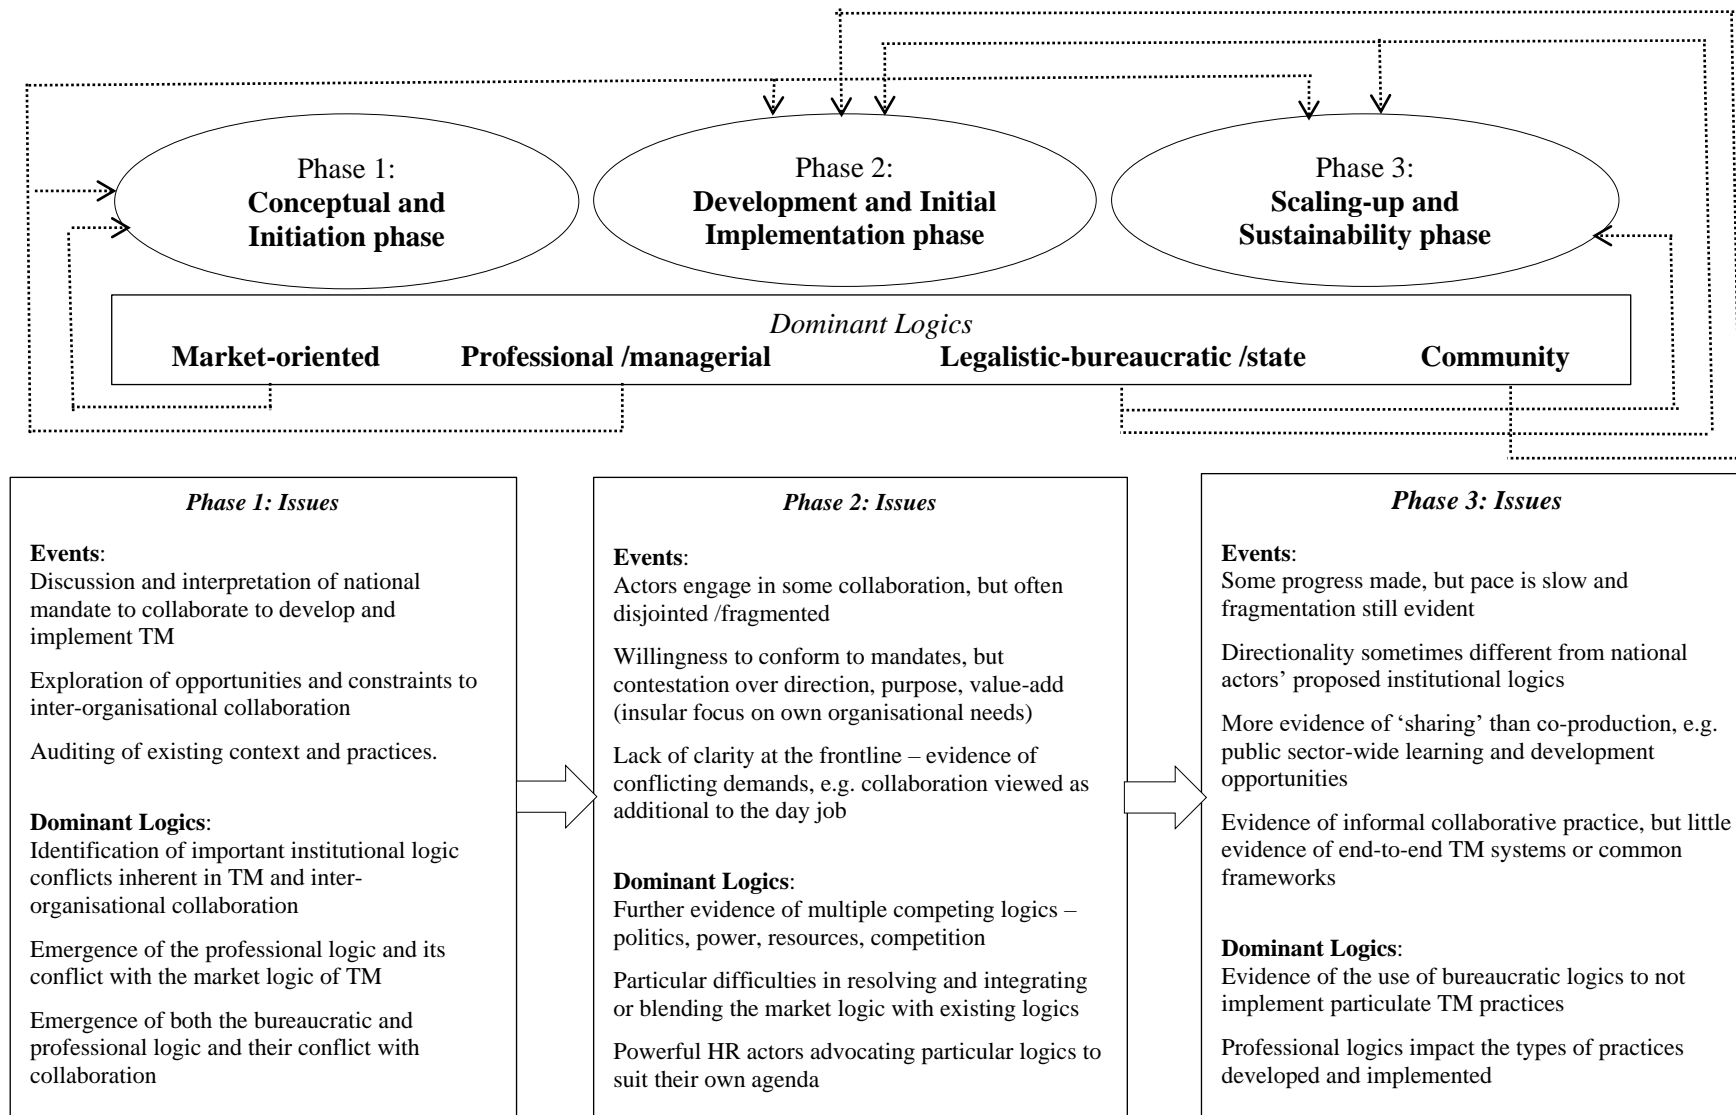 Phase 1:
Conceptual and
Initiation phase
Phase 2:
Development and Initial
Implementation phase
Phase 3:
Scaling-up and
Sustainability phase
Dominant Logics
Market-oriented
Professional /managerial
Legalistic-bureaucratic /state
Community
Phase 1: Issues
Events:
Discussion and interpretation of national
mandate to collaborate to develop and
implement TM
Exploration of opportunities and constraints to
inter-organisational collaboration
Auditing of existing context and practices.
Dominant Logics:
Identification of important institutional logic
conflicts inherent in TM and inter-
organisational collaboration
Emergence of the professional logic and its
conflict with the market logic of TM
Emergence of both the bureaucratic and
professional logic and their conflict with
collaboration
Phase 2: Issues
Events:
Actors engage in some collaboration, but often
disjointed /fragmented
Willingness to conform to mandates, but
contestation over direction, purpose, value-add
(insular focus on own organisational needs)
Lack of clarity at the frontline – evidence of
conflicting demands, e.g. collaboration viewed as
additional to the day job
Dominant Logics:
Further evidence of multiple competing logics –
politics, power, resources, competition
Particular difficulties in resolving and integrating
or blending the market logic with existing logics
Powerful HR actors advocating particular logics to
suit their own agenda
Phase 3: Issues
Events:
Some progress made, but pace is slow and
fragmentation still evident
Directionality sometimes different from national
actors’ proposed institutional logics
More evidence of ‘sharing’ than co-production, e.g.
public sector-wide learning and development
opportunities
Evidence of informal collaborative practice, but little
evidence of end-to-end TM systems or common
frameworks
Dominant Logics:
Evidence of the use of bureaucratic logics to not
implement particulate TM practices
Professional logics impact the types of practices
developed and implemented